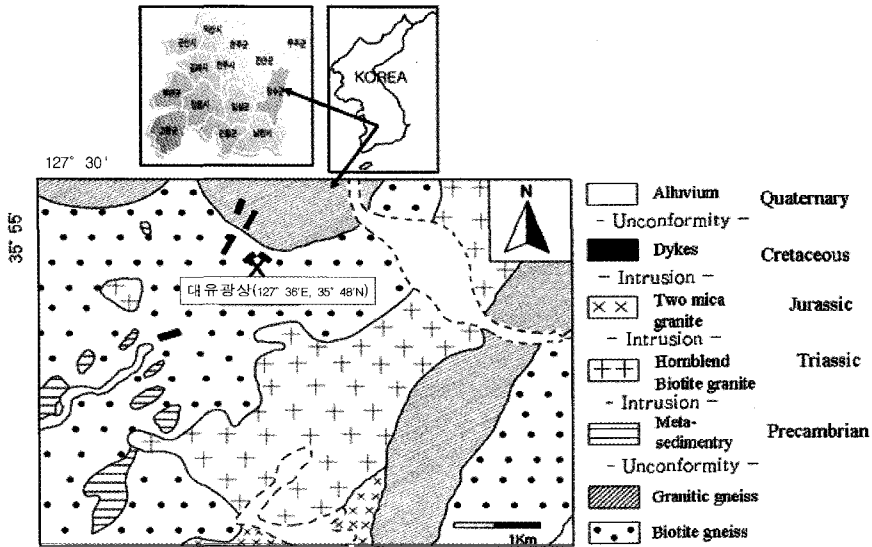 KOREA
127° 30'
35° 55'
N
대유광상(127° 36'E, 35° 48'N)
1Km
Alluvium Quaternary
- Unconformity -
Dykes Cretaceous
- Intrusion -
Two mica Jurassic
granite
- Intrusion -
Hornblend Triassic
Biotite granite
- Intrusion -
Meta- Precambrian
sedimentry
- Unconformity -
Granitic gneiss
Biotite gneiss